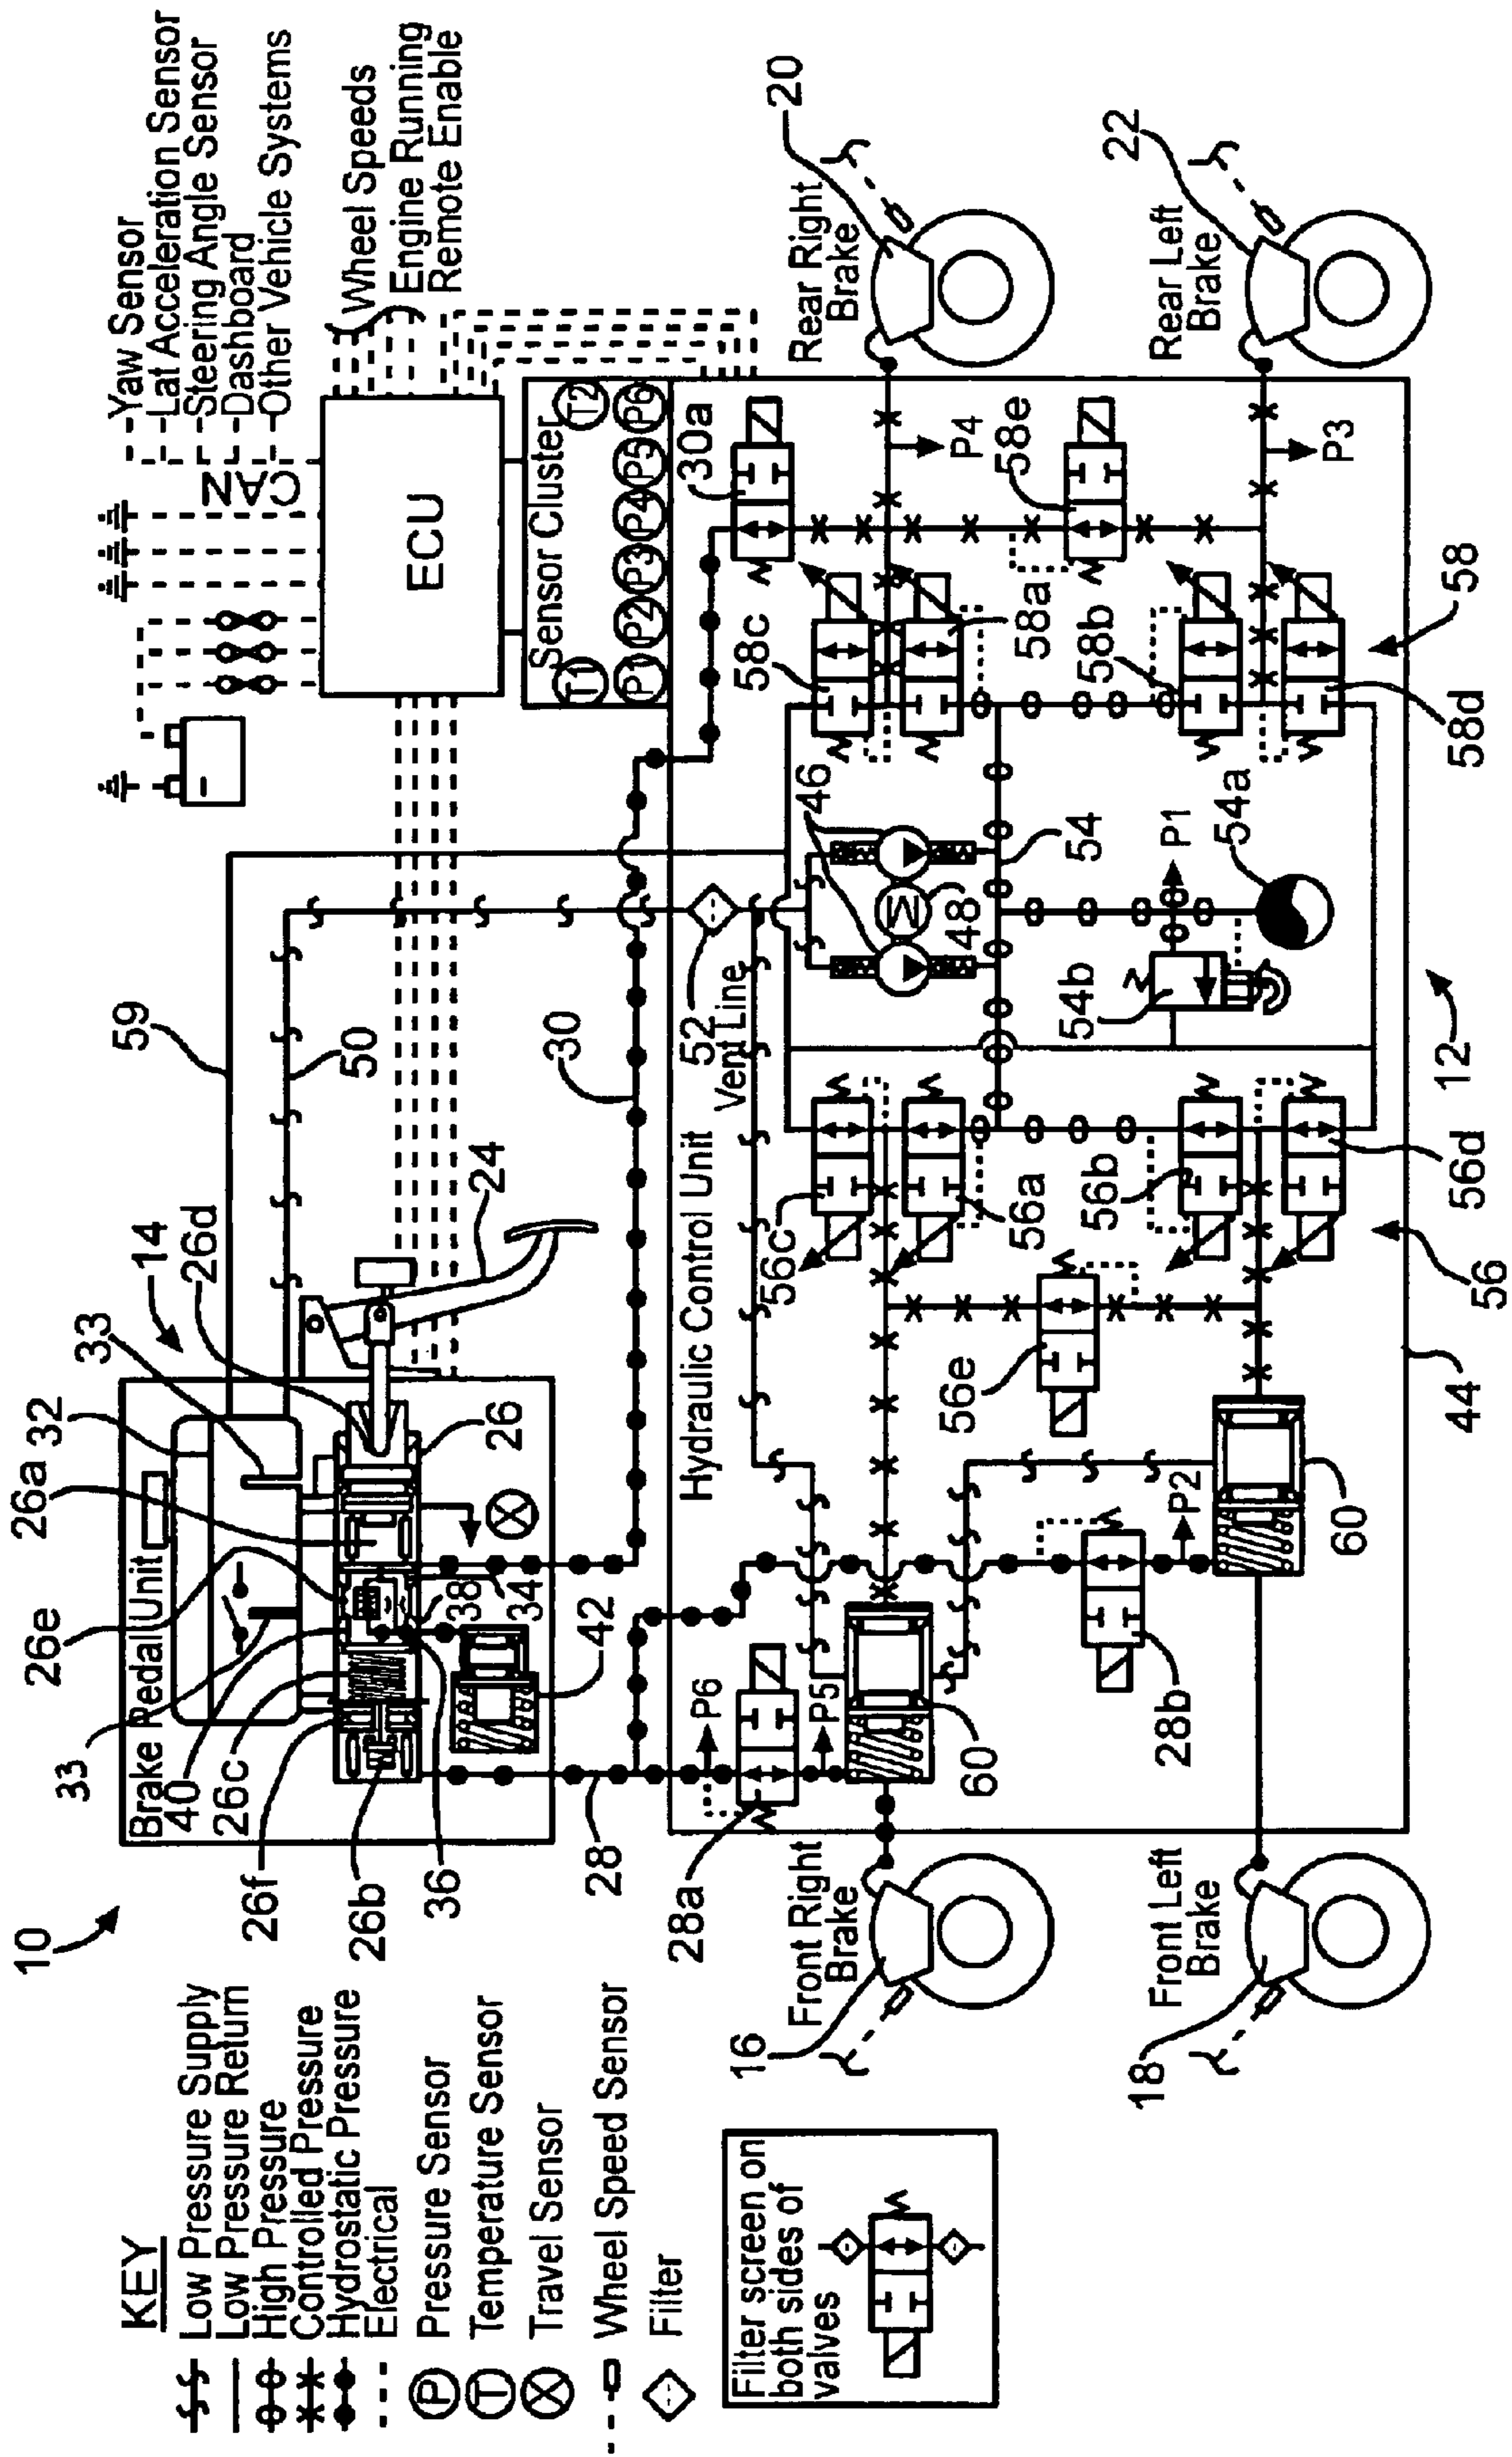 10
KEY
Low Pressure Supply
Low Pressure Return
High Pressure
Controlled Pressure
Hydrostatic Pressure
Electrical
P Pressure Sensor
T Temperature Sensor
Travel Sensor
Wheel Speed Sensor
Filter
Filter screen on
both sides of
valves
Brake Pedal Unit
33
40
26c
26f
26b
36
26e
26a
33
32
14
26d
26
38
34
42
24
28
59
50
30
Yaw Sensor
Lat Acceleration Sensor
Steering Angle Sensor
Dashboard
Other Vehicle Systems
CAN
Wheel Speeds
Engine Running
Remote Enable
ECU
Sensor Cluster
T1
T2
P1
P2
P3
P4
P5
P6
Hydraulic Control Unit
Vent Line
52
28a
P6
P5
60
28b
P2
60
56c
56a
56e
56b
56d
56
46
48
54
54b
P1
54a
58c
58a
58b
58d
58e
58
30a
P4
P3
44
12
Front Right
Brake
16
Front Left
Brake
18
Rear Right
Brake
20
Rear Left
Brake
22